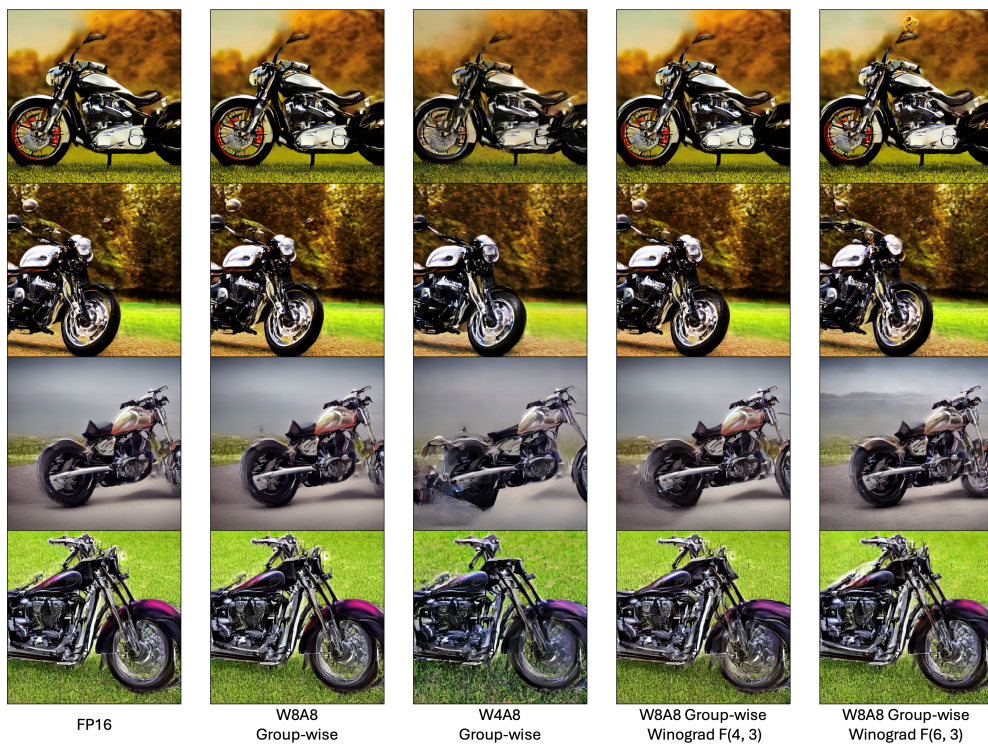 FP16
W8A8
Group-wise
W4A8
Group-wise
W8A8 Group-wise
Winograd F(4, 3)
W8A8 Group-wise
Winograd F(6, 3)